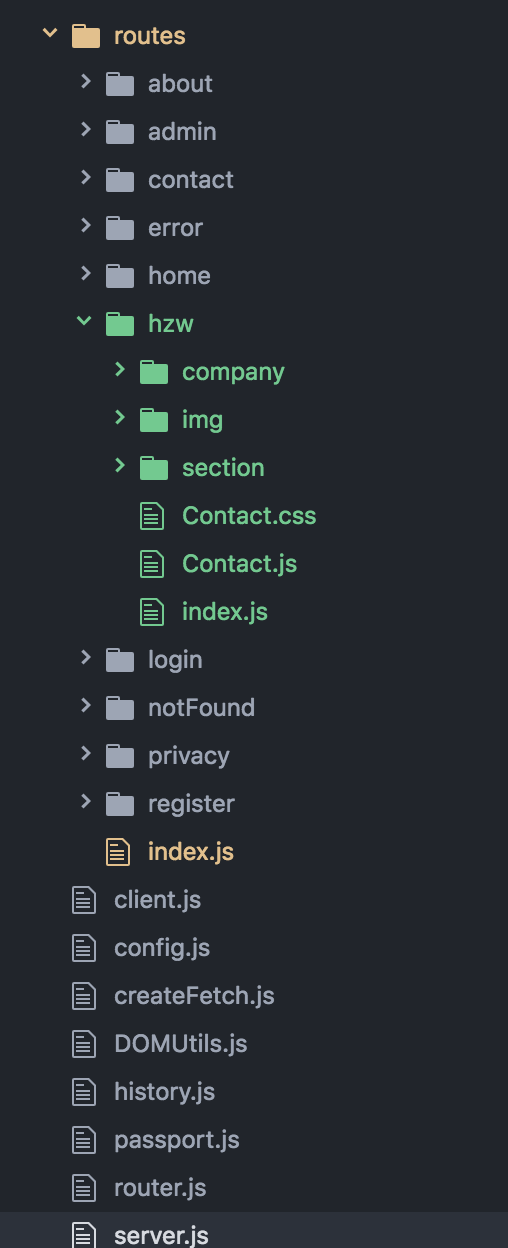 routes
about
admin
contact
error
home
hzw
company
img
section
Contact.css
Contact.js
index.js
login
notFound
privacy
register
index.js
client.js
config.js
createFetch.js
DOMUtils.js
history.js
passport.js
router.js
server.js